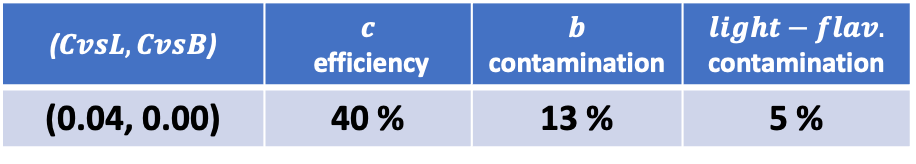 (CvsL, CvsB)
c
efficiency
b
contamination
light − flav.
contamination
(0.04, 0.00)
40 %
13 %
5 %